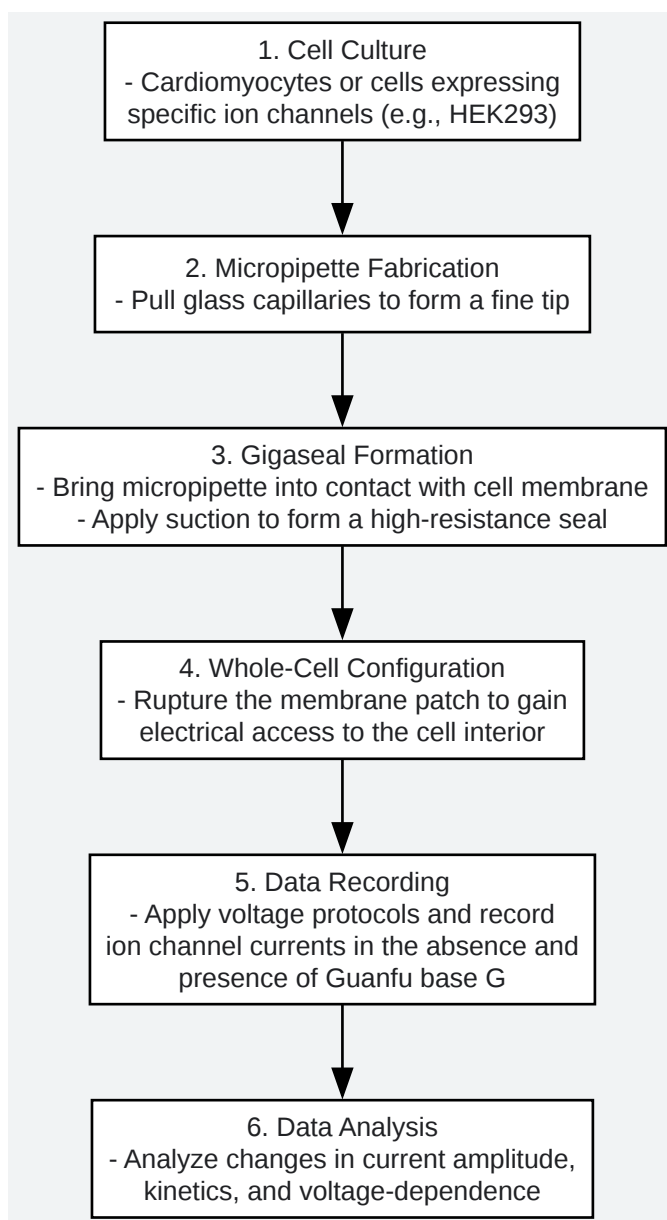 1. Cell Culture
- Cardiomyocytes or cells expressing
specific ion channels (e.g., HEK293)
2. Micropipette Fabrication
- Pull glass capillaries to form a fine tip
3. Gigaseal Formation
- Bring micropipette into contact with cell membrane
- Apply suction to form a high-resistance seal
4. Whole-Cell Configuration
- Rupture the membrane patch to gain
electrical access to the cell interior
5. Data Recording
- Apply voltage protocols and record
ion channel currents in the absence and
presence of Guanfu base G
6. Data Analysis
- Analyze changes in current amplitude,
kinetics, and voltage-dependence